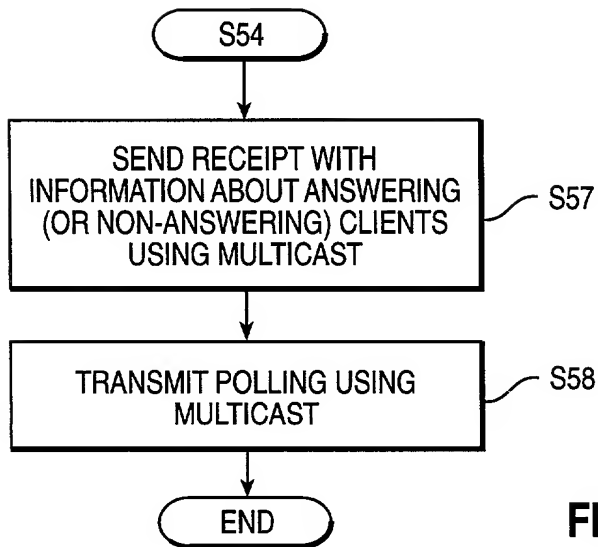 S54
SEND RECEIPT WITH
INFORMATION ABOUT ANSWERING
(OR NON-ANSWERING) CLIENTS
USING MULTICAST
S57
TRANSMIT POLLING USING
MULTICAST
S58
END